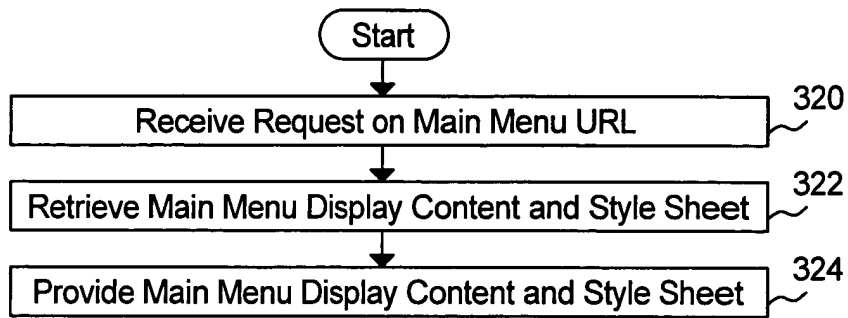 Start
Receive Request on Main Menu URL
320
Retrieve Main Menu Display Content and Style Sheet
322
Provide Main Menu Display Content and Style Sheet
324